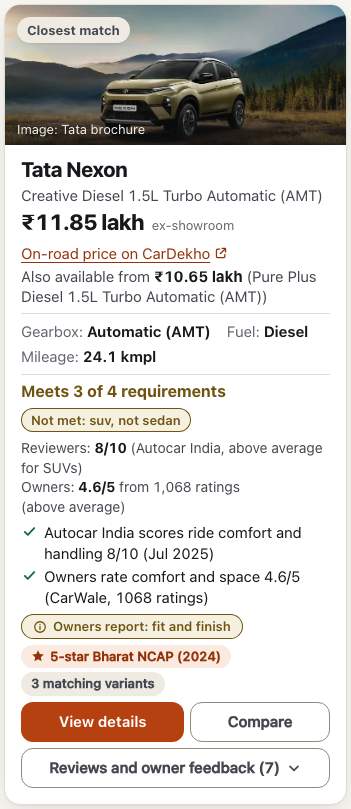 Closest match
Image: Tata brochure
Tata Nexon
Creative Diesel 1.5L Turbo Automatic (AMT)
₹11.85 lakh ex-showroom
On-road price on CarDekho
Also available from ₹10.65 lakh (Pure Plus
Diesel 1.5L Turbo Automatic (AMT))
Gearbox: Automatic (AMT) Fuel: Diesel
Mileage: 24.1 kmpl
Meets 3 of 4 requirements
Not met: suv, not sedan
Reviewers: 8/10 (Autocar India, above average
for SUVs)
Owners: 4.6/5 from 1,068 ratings
(above average)
Autocar India scores ride comfort and
handling 8/10 (Jul 2025)
Owners rate comfort and space 4.6/5
(CarWale, 1068 ratings)
Owners report: fit and finish
5-star Bharat NCAP (2024)
3 matching variants
View details
Compare
Reviews and owner feedback (7)